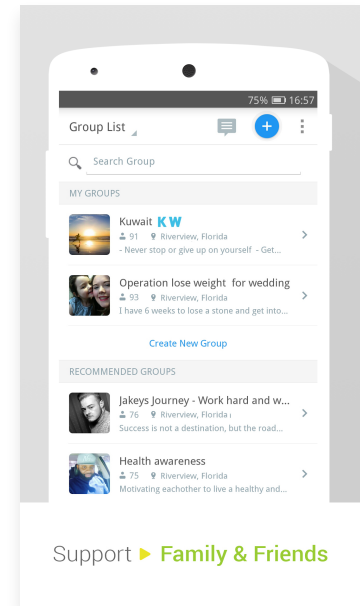 75% 16:57
Group List
Search Group
MY GROUPS
Kuwait KW
91 Riverview, Florida
- Never stop or give up on yourself - Get...
Operation lose weight for wedding
93 Riverview, Florida
I have 6 weeks to lose a stone and get into...
Create New Group
RECOMMENDED GROUPS
Jakeys Journey - Work hard and w...
76 Riverview, Florida
Success is not a destination, but the road...
Health awareness
75 Riverview, Florida
Motivating eachother to live a healthy and...
Support Family & Friends